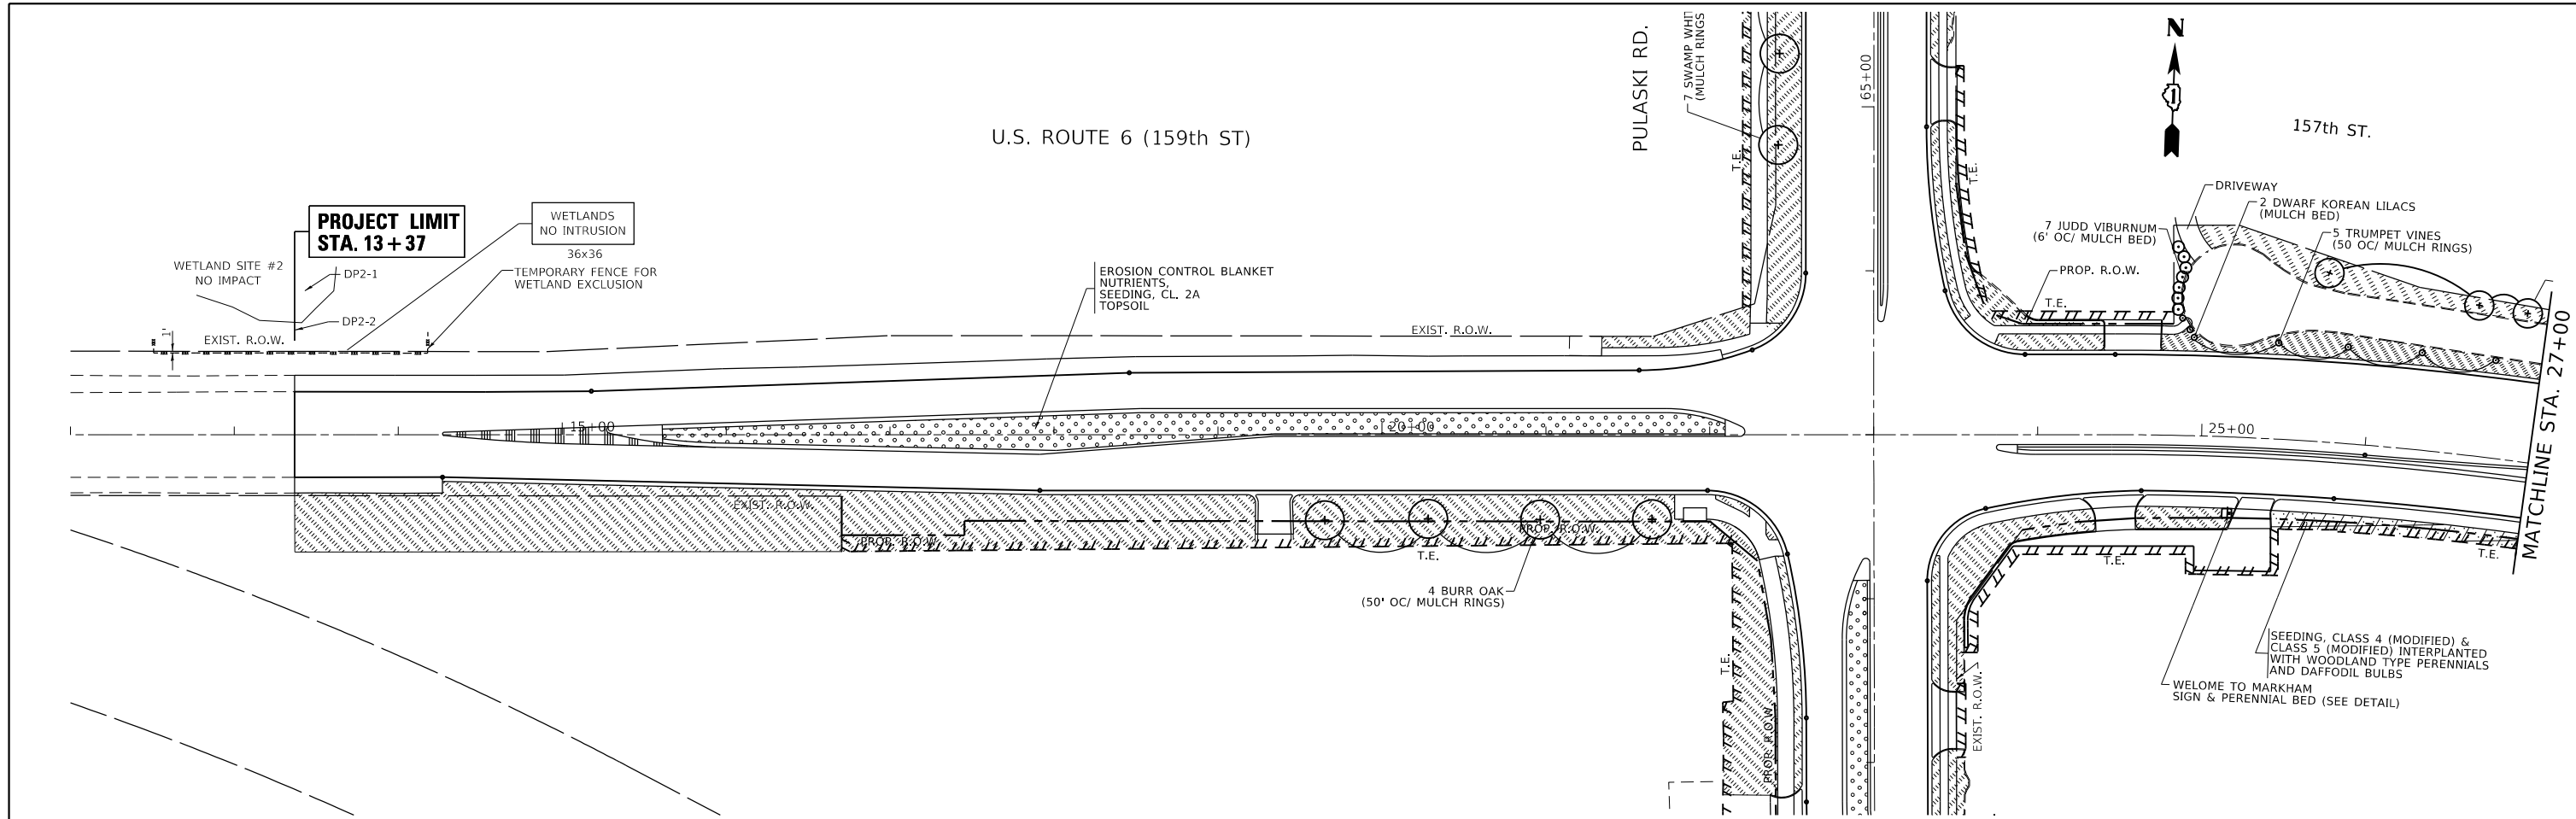 PULASKI RD.
7 SWAMP WHIT
(MULCH RINGS
T.E.
65+00
T.E.
N
1
157th ST.
U.S. ROUTE 6 (159th ST)
PROJECT LIMIT
STA. 13+37
WETLANDS
NO INTRUSION
36x36
TEMPORARY FENCE FOR
WETLAND EXCLUSION
WETLAND SITE #2
NO IMPACT
DP2-1
DP2-2
1'
EXIST. R.O.W.
EROSION CONTROL BLANKET
NUTRIENTS,
SEEDING, CL. 2A
TOPSOIL
EXIST. R.O.W.
DRIVEWAY
2 DWARF KOREAN LILACS
(MULCH BED)
7 JUDD VIBURNUM
(6' OC/ MULCH BED)
5 TRUMPET VINES
(50 OC/ MULCH RINGS)
PROP. R.O.W.
T.E.
15+00
20+00
25+00
MATCHLINE STA. 27+00
EXIST. R.O.W.
PROP. R.O.W.
PROP. R.O.W.
T.E.
4 BURR OAK
(50' OC/ MULCH RINGS)
T.E.
T.E.
T.E.
PROP. R.O.W.
EXIST. R.O.W.
SEEDING, CLASS 4 (MODIFIED) &
CLASS 5 (MODIFIED) INTERPLANTED
WITH WOODLAND TYPE PERENNIALS
AND DAFFODIL BULBS
WELOME TO MARKHAM
SIGN & PERENNIAL BED (SEE DETAIL)